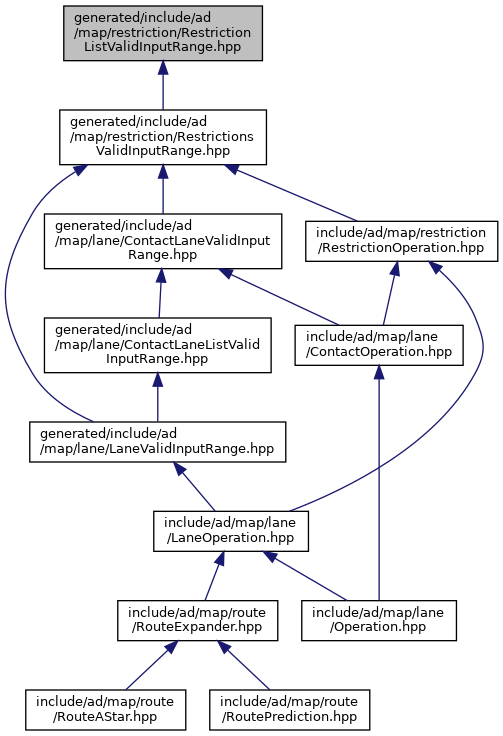 generated/include/ad
/map/restriction/Restriction
ListValidInputRange.hpp
generated/include/ad
/map/restriction/Restrictions
ValidInputRange.hpp
generated/include/ad
/map/lane/ContactLaneValidInput
Range.hpp
include/ad/map/restriction
/RestrictionOperation.hpp
generated/include/ad
/map/lane/ContactLaneListValid
InputRange.hpp
include/ad/map/lane
/ContactOperation.hpp
generated/include/ad
/map/lane/LaneValidInputRange.hpp
include/ad/map/lane
/LaneOperation.hpp
include/ad/map/route
/RouteExpander.hpp
include/ad/map/lane
/Operation.hpp
include/ad/map/route
/RouteAStar.hpp
include/ad/map/route
/RoutePrediction.hpp